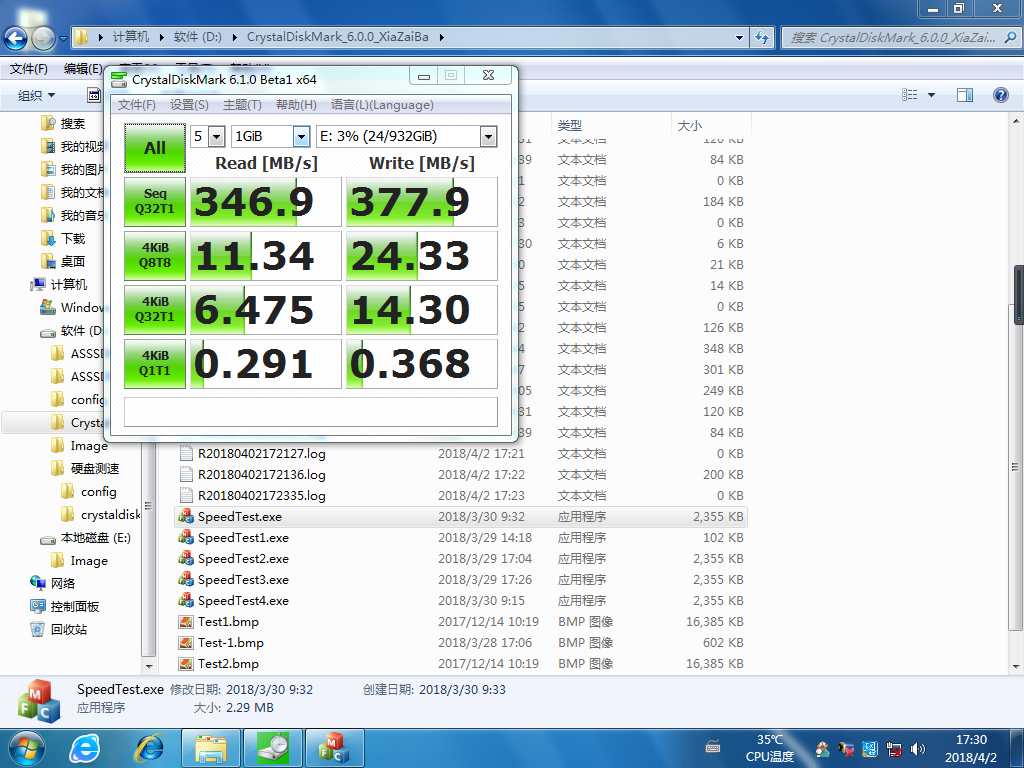 计算机 ▸ 软件 (D:) ▸ CrystalDiskMark_6.0.0_XiaZaiBa ▸
搜索 CrystalDiskMark_6.0.0_XiaZai...
文件(F) 编辑(E)
组织
CrystalDiskMark 6.1.0 Beta1 x64
文件(F) 设置(S) 主题(T) 帮助(H) 语言(L)(Language)
All 5 1GiB E: 3% (24/932GiB)
Read [MB/s] Write [MB/s]
Seq Q32T1 346.9 377.9
4KiB Q8T8 11.34 24.33
4KiB Q32T1 6.475 14.30
4KiB Q1T1 0.291 0.368
搜索
我的视频
我的图片
我的文档
我的音乐
下载
桌面
计算机
Window
软件 (D
ASSSD
ASSSD
config
Crysta
Image
硬盘测速
config
crystaldisk
本地磁盘 (E:)
Image
网络
控制面板
回收站
类型 大小
31 文本文档 126 KB
39 文本文档 84 KB
1 文本文档 0 KB
2 文本文档 184 KB
3 文本文档 0 KB
30 文本文档 6 KB
0 文本文档 21 KB
5 文本文档 14 KB
5 文本文档 0 KB
2 文本文档 126 KB
4 文本文档 348 KB
7 文本文档 301 KB
05 文本文档 249 KB
31 文本文档 120 KB
39 文本文档 84 KB
R20180402172127.log 2018/4/2 17:21 文本文档 0 KB
R20180402172136.log 2018/4/2 17:22 文本文档 200 KB
R20180402172335.log 2018/4/2 17:23 文本文档 0 KB
SpeedTest.exe 2018/3/30 9:32 应用程序 2,355 KB
SpeedTest1.exe 2018/3/29 14:18 应用程序 102 KB
SpeedTest2.exe 2018/3/29 17:04 应用程序 2,355 KB
SpeedTest3.exe 2018/3/29 17:26 应用程序 2,355 KB
SpeedTest4.exe 2018/3/30 9:15 应用程序 2,355 KB
Test1.bmp 2017/12/14 10:19 BMP 图像 16,385 KB
Test-1.bmp 2018/3/28 17:06 BMP 图像 602 KB
Test2.bmp 2017/12/14 10:19 BMP 图像 16,385 KB
SpeedTest.exe 修改日期: 2018/3/30 9:32 创建日期: 2018/3/30 9:33
应用程序 大小: 2.29 MB
MFC
35℃
CPU温度
17:30
2018/4/2